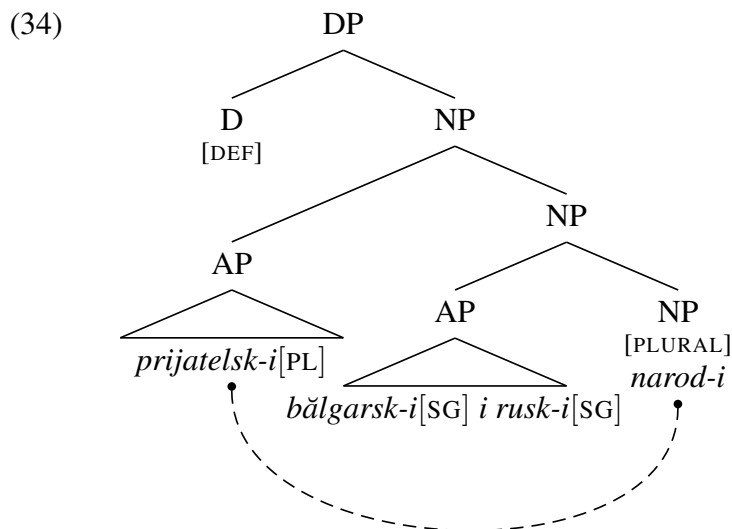 (34) DP
D NP
[DEF]
NP
AP
AP NP
[PLURAL]
prijatelsk-i[PL] narod-i
bălgarsk-i[SG] i rusk-i[SG]